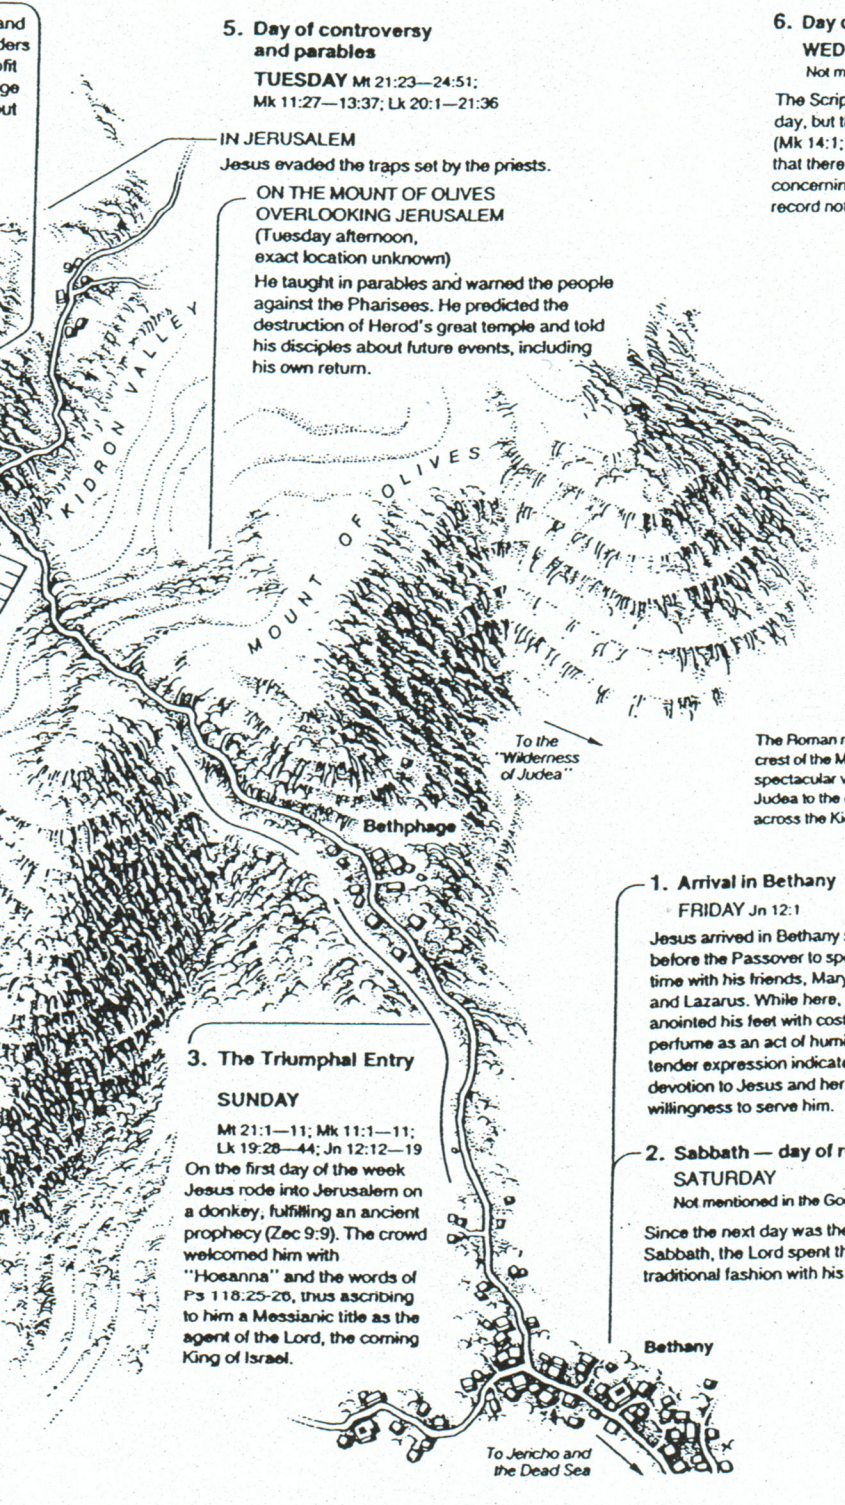 and
ders
ofit
ge
out
5. Day of controversy
and parables
TUESDAY Mt 21:23—24:51;
Mk 11:27—13:37; Lk 20:1—21:36
IN JERUSALEM
Jesus evaded the traps set by the priests.
ON THE MOUNT OF OLIVES
OVERLOOKING JERUSALEM
(Tuesday afternoon,
exact location unknown)
He taught in parables and warned the people
against the Pharisees. He predicted the
destruction of Herod's great temple and told
his disciples about future events, including
his own return.
6. Day
WED
Not m
The Scrip
day, but t
(Mk 14:1;
that there
concernin
record not
KIDRON VALLEY
MOUNT OF OLIVES
To the
"Wilderness
of Judea"
The Roman r
crest of the M
spectacular v
Judea to the
across the Ki
Bethphage
1. Arrival in Bethany
FRIDAY Jn 12:1
Jesus arrived in Bethany
before the Passover to spe
time with his friends, Mary
and Lazarus. While here,
anointed his feet with cost
perfume as an act of humi
tender expression indicate
devotion to Jesus and her
willingness to serve him.
2. Sabbath — day of r
SATURDAY
Not mentioned in the Go
Since the next day was the
Sabbath, the Lord spent th
traditional fashion with his
3. The Triumphal Entry
SUNDAY
Mt 21:1—11; Mk 11:1—11;
Lk 19:28—44; Jn 12:12—19
On the first day of the week
Jesus rode into Jerusalem on
a donkey, fulfilling an ancient
prophecy (Zec 9:9). The crowd
welcomed him with
"Hosanna" and the words of
Ps 118:25-26, thus ascribing
to him a Messianic title as the
agent of the Lord, the coming
King of Israel.
Bethany
To Jericho and
the Dead Sea